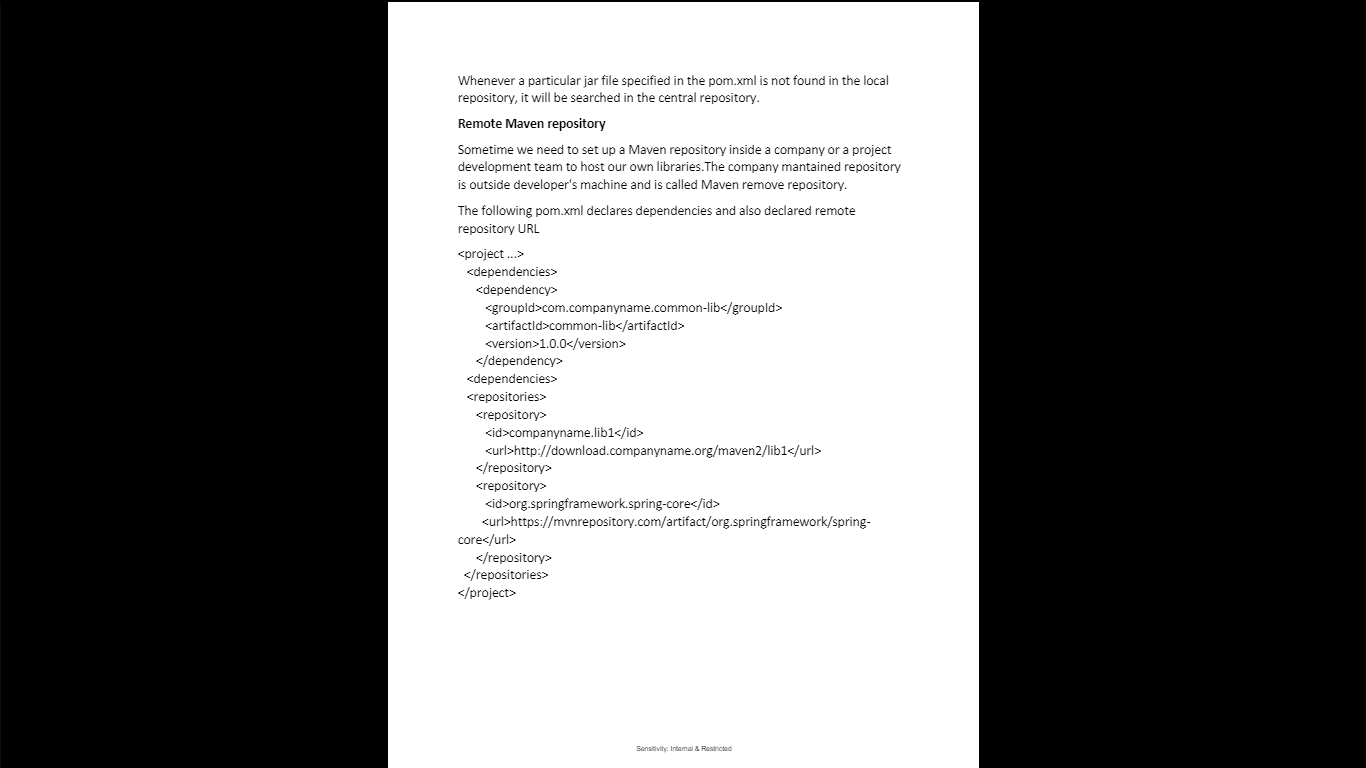 Whenever a particular jar file specified in the pom.xml is not found in the local
repository, it will be searched in the central repository.
Remote Maven repository
Sometime we need to set up a Maven repository inside a company or a project
development team to host our own libraries.The company mantained repository
is outside developer's machine and is called Maven remove repository.
The following pom.xml declares dependencies and also declared remote
repository URL
<project ...>
<dependencies>
<dependency>
<groupId>com.companyname.common-lib</groupId>
<artifactId>common-lib</artifactId>
<version>1.0.0</version>
</dependency>
<dependencies>
<repositories>
<repository>
<id>companyname.lib1</id>
<url>http://download.companyname.org/maven2/lib1</url>
</repository>
<repository>
<id>org.springframework.spring-core</id>
<url>https://mvnrepository.com/artifact/org.springframework/spring-
core</url>
</repository>
</repositories>
</project>
Sensitivity: Internal & Restricted